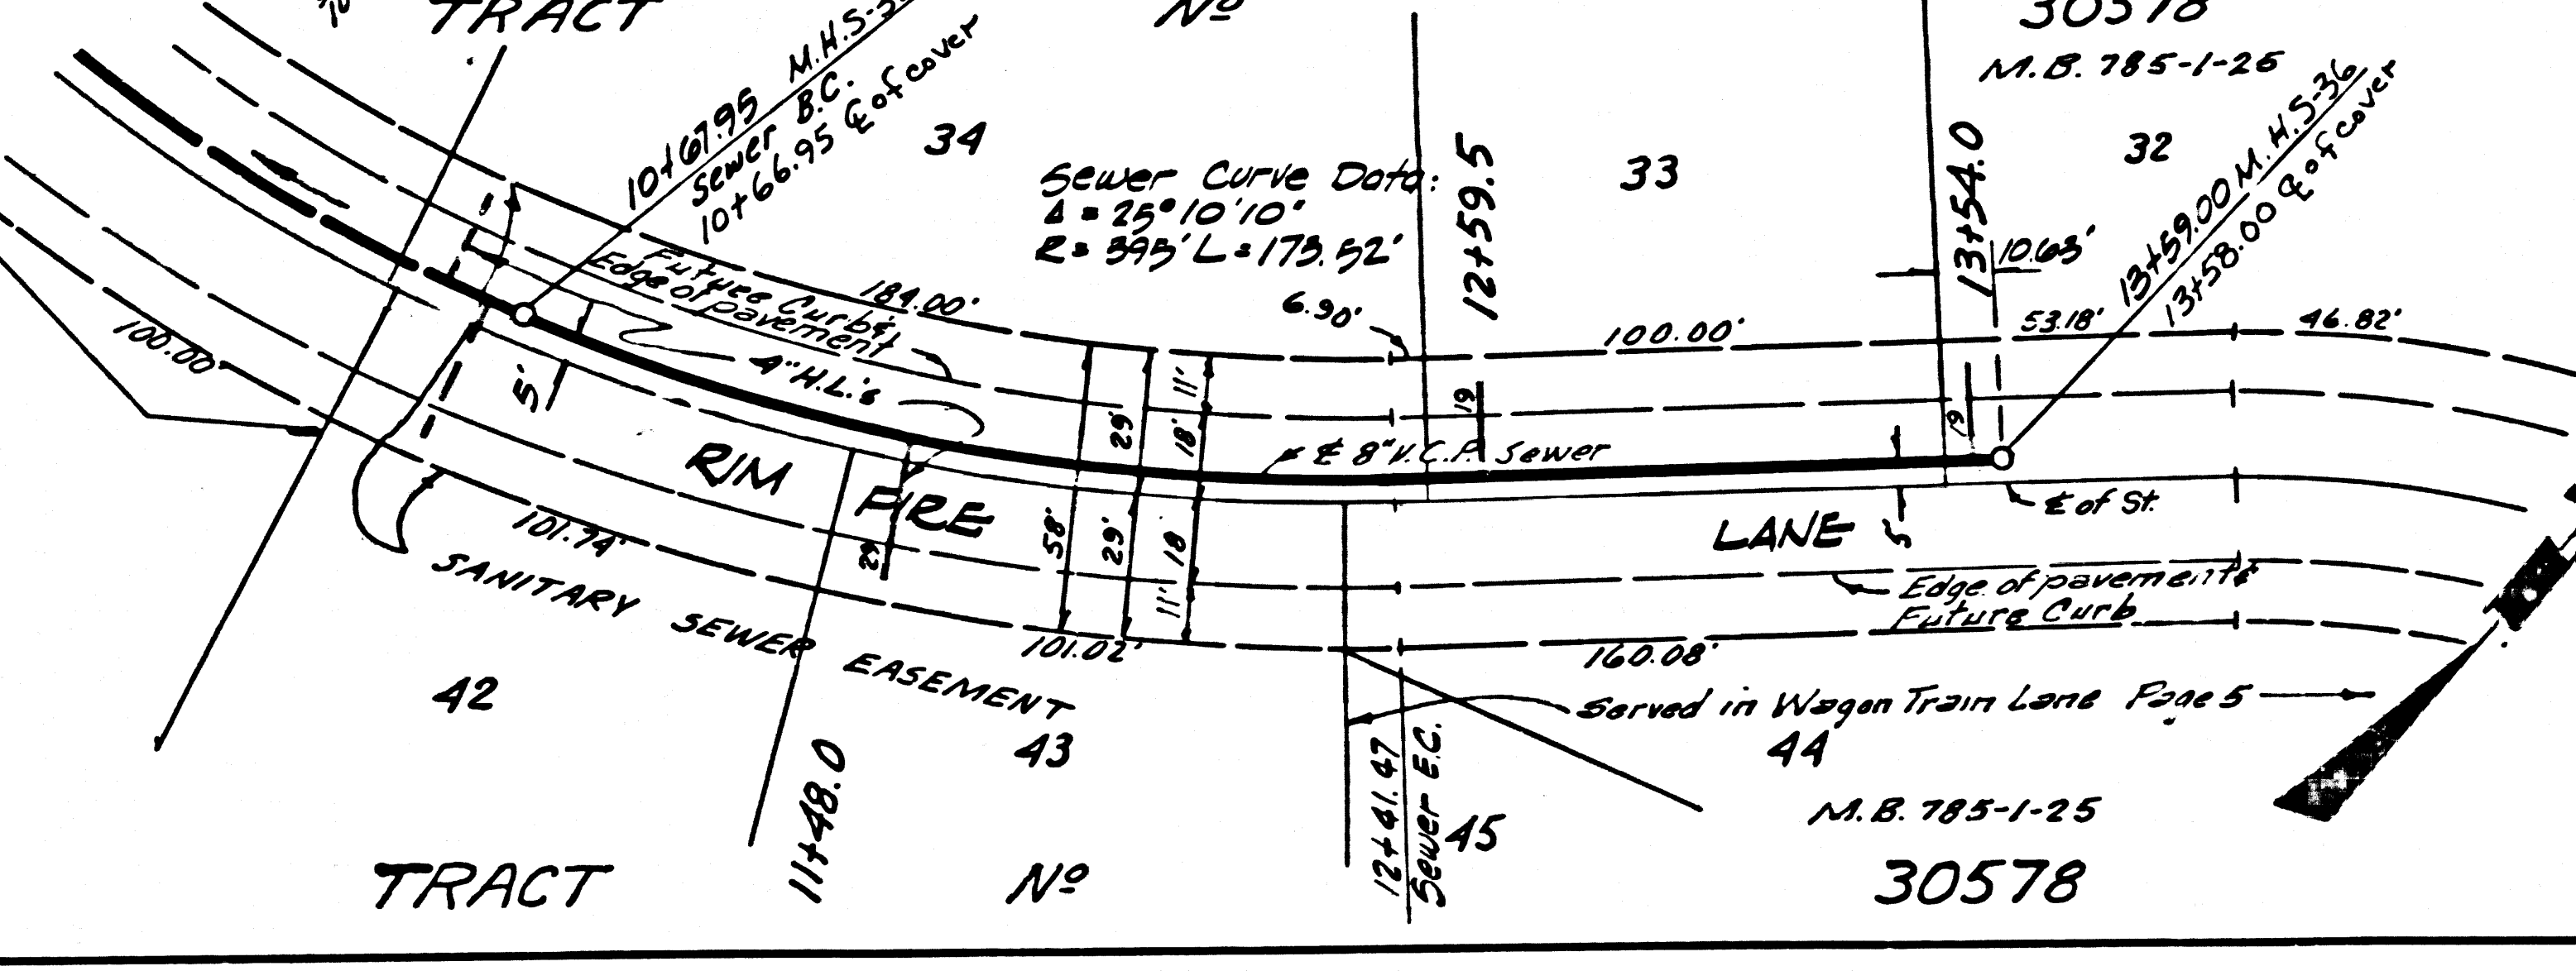 TRACT
Nº
30578
M.B. 785-1-25
10+67.95 M.H.S-3
Sewer B.C.
10+66.95 ℄ of cover
34
33
32
Sewer Curve Data:
Δ = 25° 10' 10"
R = 395' L = 173.52'
12+59.5
13+54.0
10.63'
13+59.00 M.H.S-36
13+58.00 ℄ of cover
Future Curb &
Edge of pavement
184.00'
6.90'
100.00'
53.18'
46.82'
100.00'
5'
4" H.L.'s
29'
18'
11'
19
19
℄ 8" V.C.P. Sewer
RIM
FIRE
LANE
5'
℄ of St.
29
58'
29'
18
11'
101.74'
101.02'
160.08'
Edge of pavement &
Future Curb
SANITARY SEWER EASEMENT
Served in Wagon Train Lane Page 5
42
43
44
45
11+48.0
12+41.47
Sewer E.C.
M.B. 785-1-25
TRACT
Nº
30578